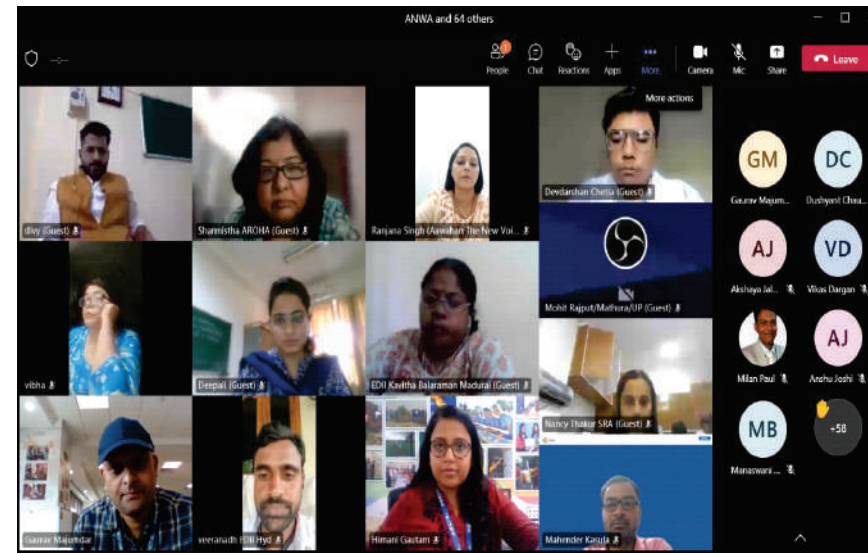 ANWA and 64 others
1
People
Chat
Reactions
Apps
More
Camera
Mic
Share
Leave
More actions
divy (Guest)
Sharmistha AROHA (Guest)
Ranjana Singh (Aawahan The New Voi...
Devdarshan Chetia (Guest)
Mohit Rajput/Mathura/UP (Guest)
vibha
Deepali (Guest)
EDII Kavitha Balaraman Madurai (Guest)
Nancy Thakur SRA (Guest)
Gaurav Majumdar
veeranadh EDII Hyd
Himani Gautam
Mahender Kasula
GM
Gaurav Majum...
DC
Dushyant Chau...
AJ
Akshaya Jal...
VD
Vikas Dargan
Milan Paul
AJ
Anshu Joshi
MB
Manaswani ...
+58